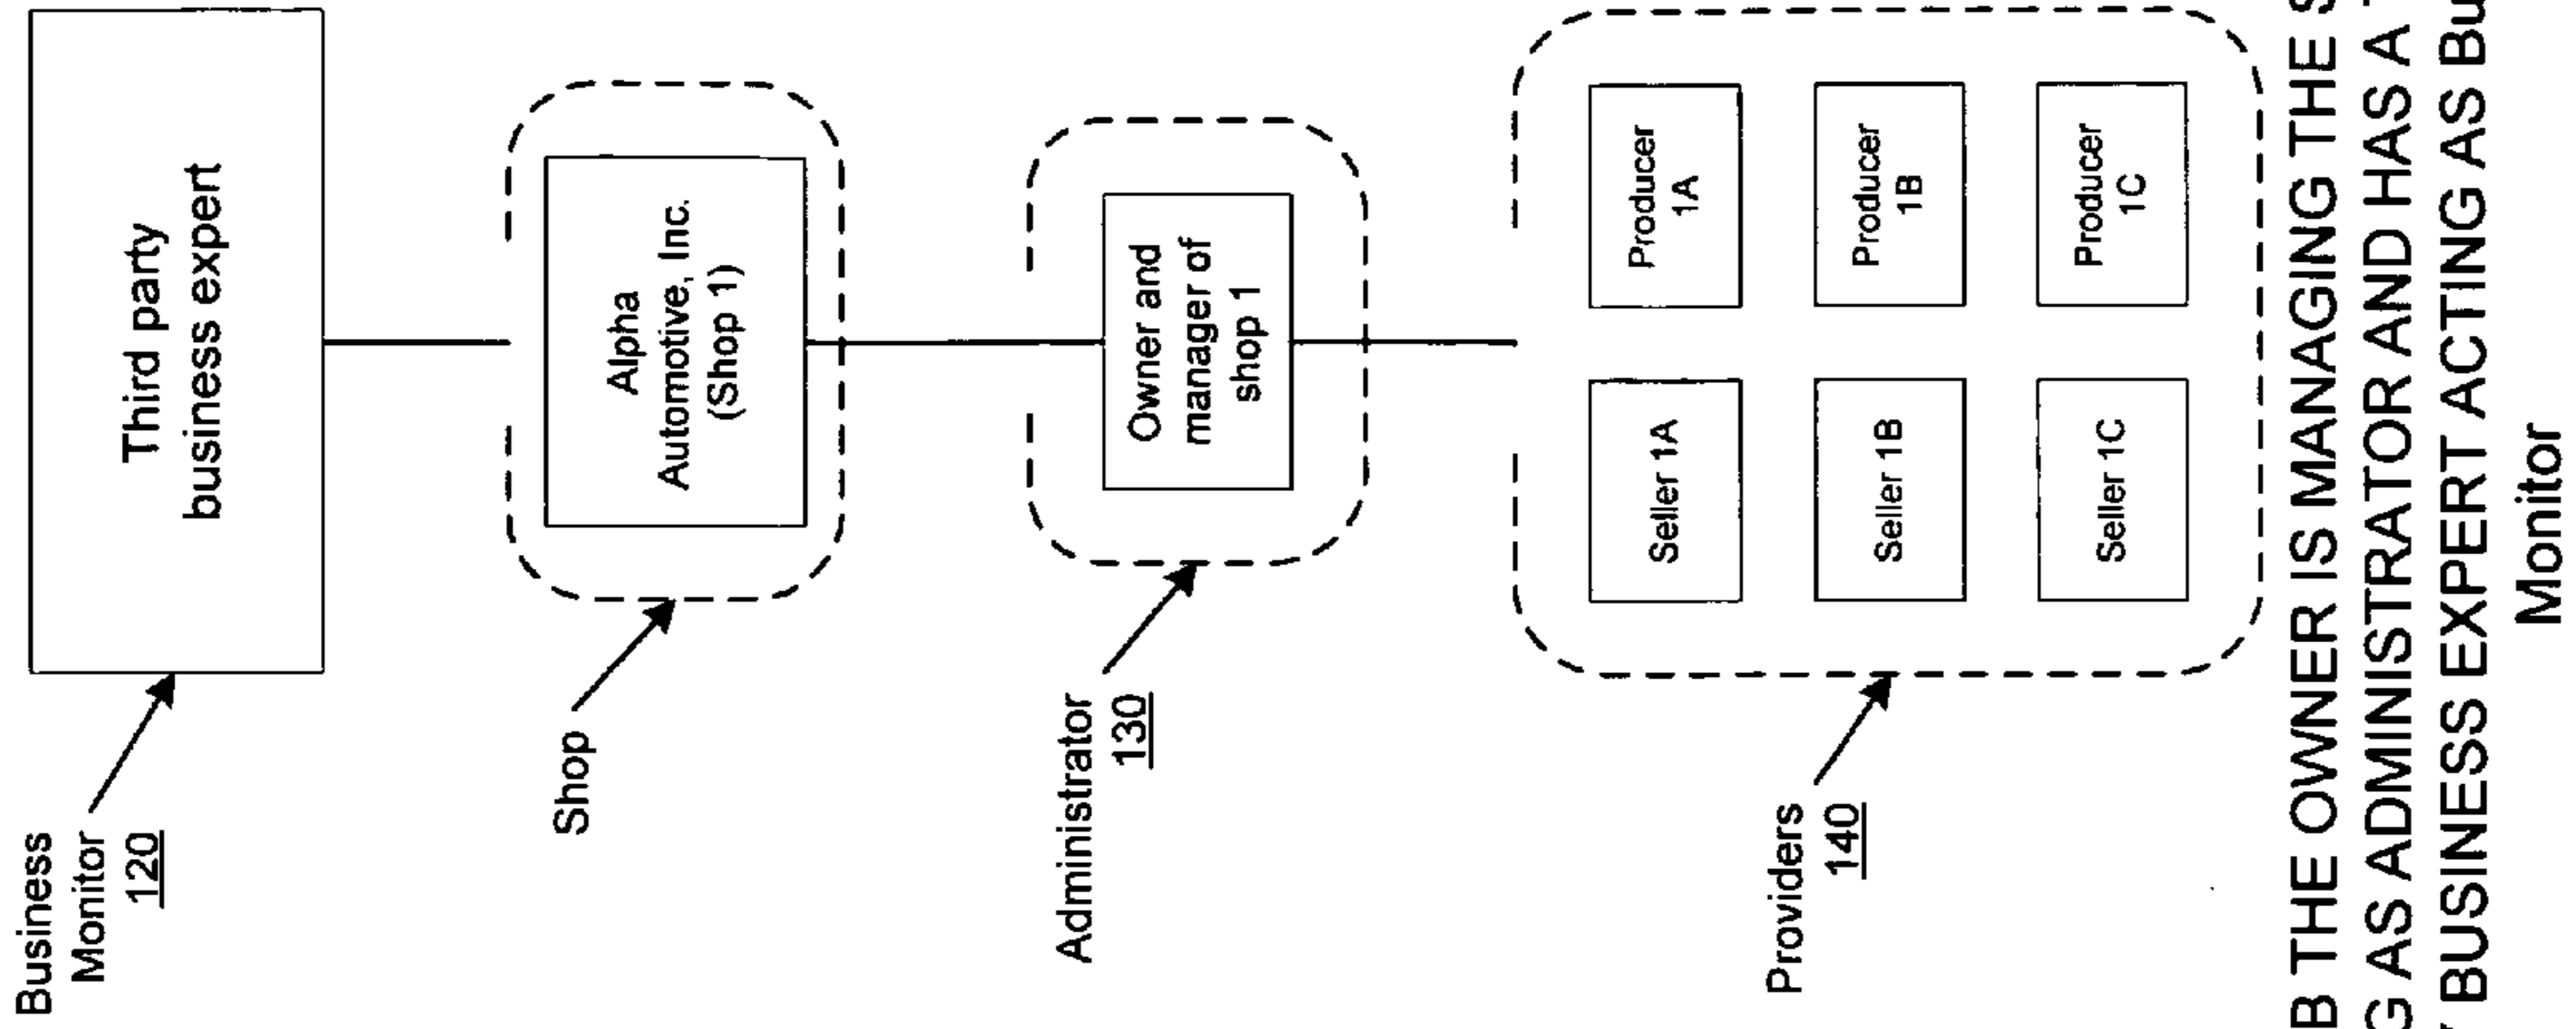 Business
Monitor
120
Third party
business expert
Shop
Alpha
Automotive, Inc.
(Shop 1)
Administrator
130
Owner and
manager of
shop 1
Providers
140
Seller 1A
Producer
1A
Seller 1B
Producer
1B
Seller 1C
Producer
1C
B THE OWNER IS MANAGING THE S
G AS ADMINISTRATOR AND HAS A
BUSINESS EXPERT ACTING AS Bu
Monitor